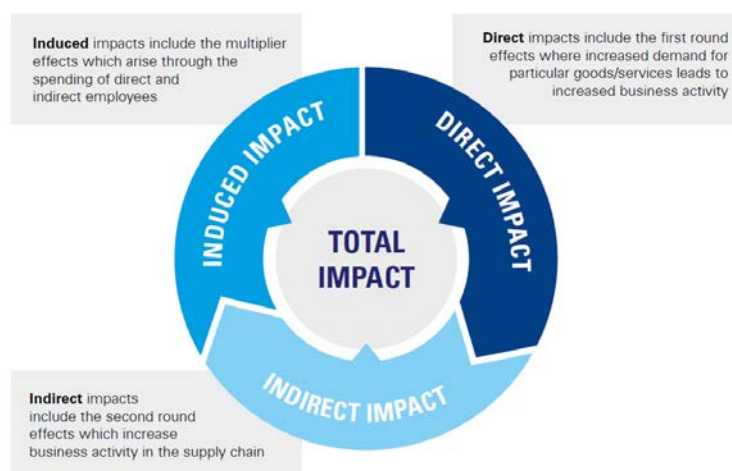 Induced impacts include the multiplier
effects which arise through the
spending of direct and
indirect employees
Direct impacts include the first round
effects where increased demand for
particular goods/services leads to
increased business activity
INDUCED IMPACT
DIRECT IMPACT
TOTAL
IMPACT
INDIRECT IMPACT
Indirect impacts
include the second round
effects which increase
business activity in the supply chain